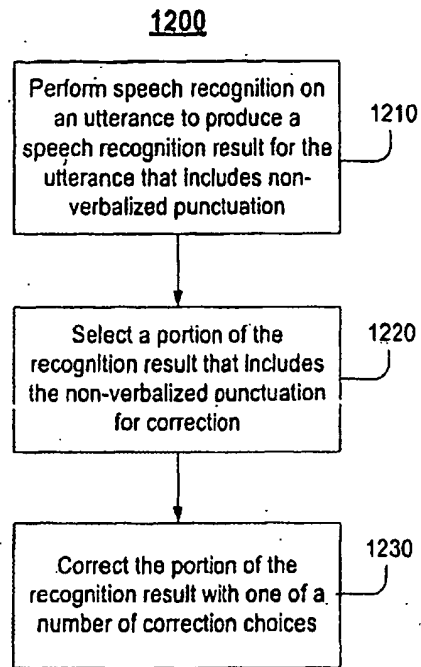 1200
Perform speech recognition on
an utterance to produce a
speech recognition result for the
utterance that includes non-
verbalized punctuation
1210
Select a portion of the
recognition result that includes
the non-verbalized punctuation
for correction
1220
Correct the portion of the
recognition result with one of a
number of correction choices
1230